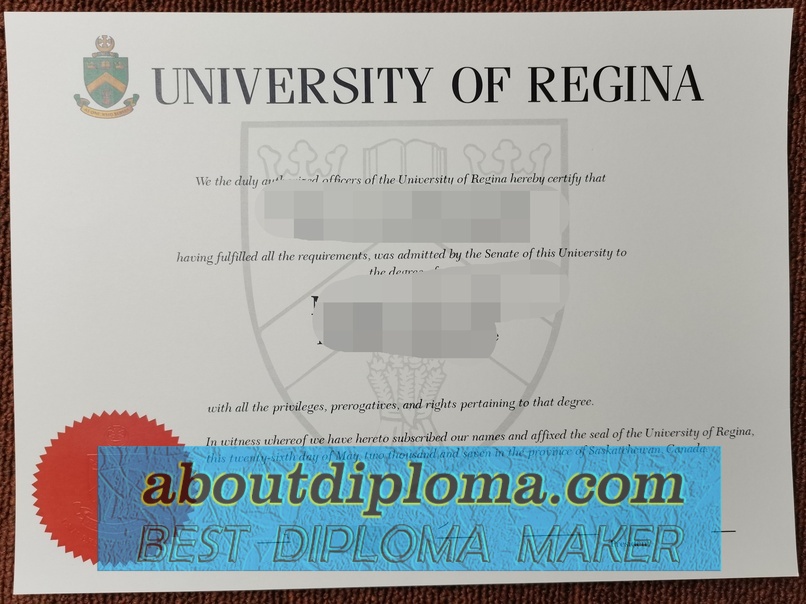 UNIVERSITY OF REGINA
We the duly authorized officers of the University of Regina hereby certify that
having fulfilled all the requirements, was admitted by the Senate of this University to
the degree of
with all the privileges, prerogatives, and rights pertaining to that degree.
In witness whereof we have hereto subscribed our names and affixed the seal of the University of Regina,
this twenty-sixth day of May, two thousand and seven in the province of Saskatchewan, Canada
aboutdiploma.com
BEST DIPLOMA MAKER